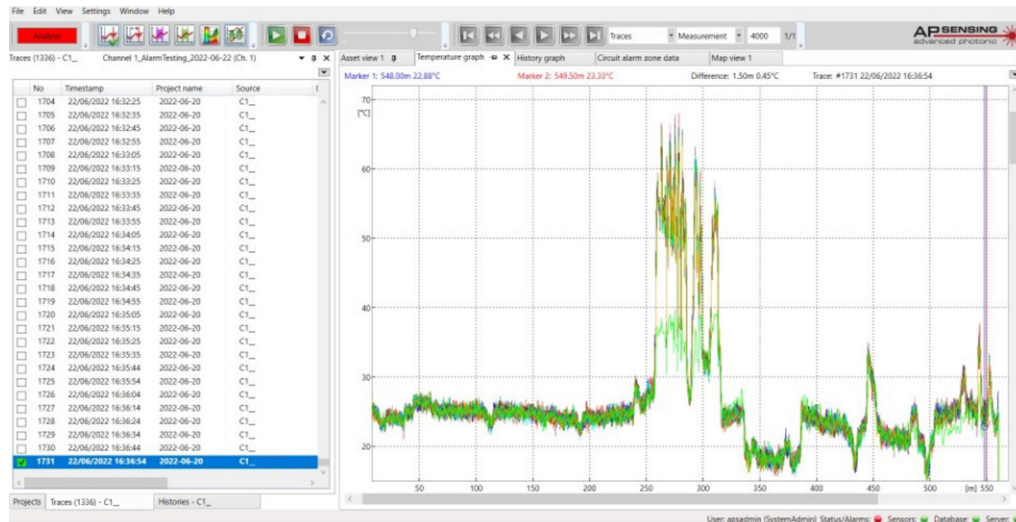 File Edit View Settings Window Help
Analysis
Traces
Measurement
4000
1/1
AP SENSING
advanced photonic
Traces (1336) - C1_ Channel 1_AlarmTesting_2022-06-22 (Ch. 1)
Asset view 1 Temperature graph History graph Circuit alarm zone data Map view 1
Marker 1: 548.00m 22.88°C Marker 2: 549.50m 23.33°C Difference: 1.50m 0.45°C Trace: #1731 22/06/2022 16:36:54
No Timestamp Project name Source
1704 22/06/2022 16:32:25 2022-06-20 C1_
1705 22/06/2022 16:32:35 2022-06-20 C1_
1706 22/06/2022 16:32:45 2022-06-20 C1_
1707 22/06/2022 16:32:55 2022-06-20 C1_
1708 22/06/2022 16:33:05 2022-06-20 C1_
1709 22/06/2022 16:33:15 2022-06-20 C1_
1710 22/06/2022 16:33:25 2022-06-20 C1_
1711 22/06/2022 16:33:35 2022-06-20 C1_
1712 22/06/2022 16:33:45 2022-06-20 C1_
1713 22/06/2022 16:33:55 2022-06-20 C1_
1714 22/06/2022 16:34:05 2022-06-20 C1_
1715 22/06/2022 16:34:15 2022-06-20 C1_
1716 22/06/2022 16:34:25 2022-06-20 C1_
1717 22/06/2022 16:34:35 2022-06-20 C1_
1718 22/06/2022 16:34:45 2022-06-20 C1_
1719 22/06/2022 16:34:55 2022-06-20 C1_
1720 22/06/2022 16:35:05 2022-06-20 C1_
1721 22/06/2022 16:35:15 2022-06-20 C1_
1722 22/06/2022 16:35:25 2022-06-20 C1_
1723 22/06/2022 16:35:35 2022-06-20 C1_
1724 22/06/2022 16:35:44 2022-06-20 C1_
1725 22/06/2022 16:35:54 2022-06-20 C1_
1726 22/06/2022 16:36:04 2022-06-20 C1_
1727 22/06/2022 16:36:14 2022-06-20 C1_
1728 22/06/2022 16:36:24 2022-06-20 C1_
1729 22/06/2022 16:36:34 2022-06-20 C1_
1730 22/06/2022 16:36:44 2022-06-20 C1_
1731 22/06/2022 16:36:54 2022-06-20 C1_
70
[°C]
60
50
40
30
20
50 100 150 200 250 300 350 400 450 500 [m] 550
Projects Traces (1336) - C1_ Histories - C1_
User: apsadmin (SystemAdmin) Status/Alarms: Sensors: Database: Server: